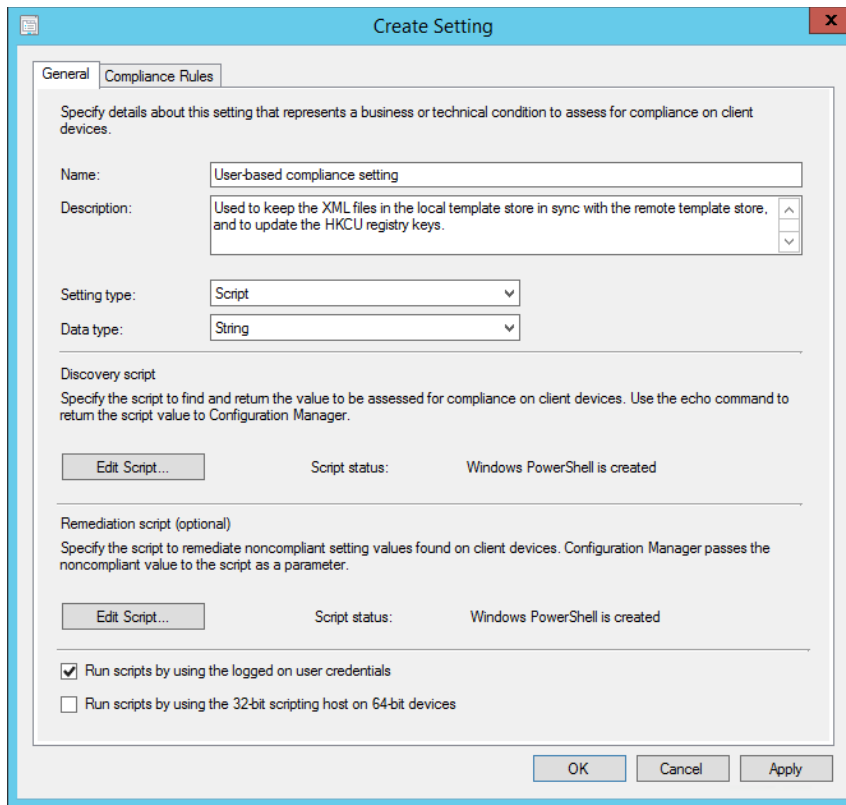 Create Setting
x
General
Compliance Rules
Specify details about this setting that represents a business or technical condition to assess for compliance on client
devices.
Name:
User-based compliance setting
Description:
Used to keep the XML files in the local template store in sync with the remote template store,
and to update the HKCU registry keys.
Setting type:
Script
Data type:
String
Discovery script
Specify the script to find and return the value to be assessed for compliance on client devices. Use the echo command to
return the script value to Configuration Manager.
Edit Script...
Script status:
Windows PowerShell is created
Remediation script (optional)
Specify the script to remediate noncompliant setting values found on client devices. Configuration Manager passes the
noncompliant value to the script as a parameter.
Edit Script...
Script status:
Windows PowerShell is created
Run scripts by using the logged on user credentials
Run scripts by using the 32-bit scripting host on 64-bit devices
OK
Cancel
Apply